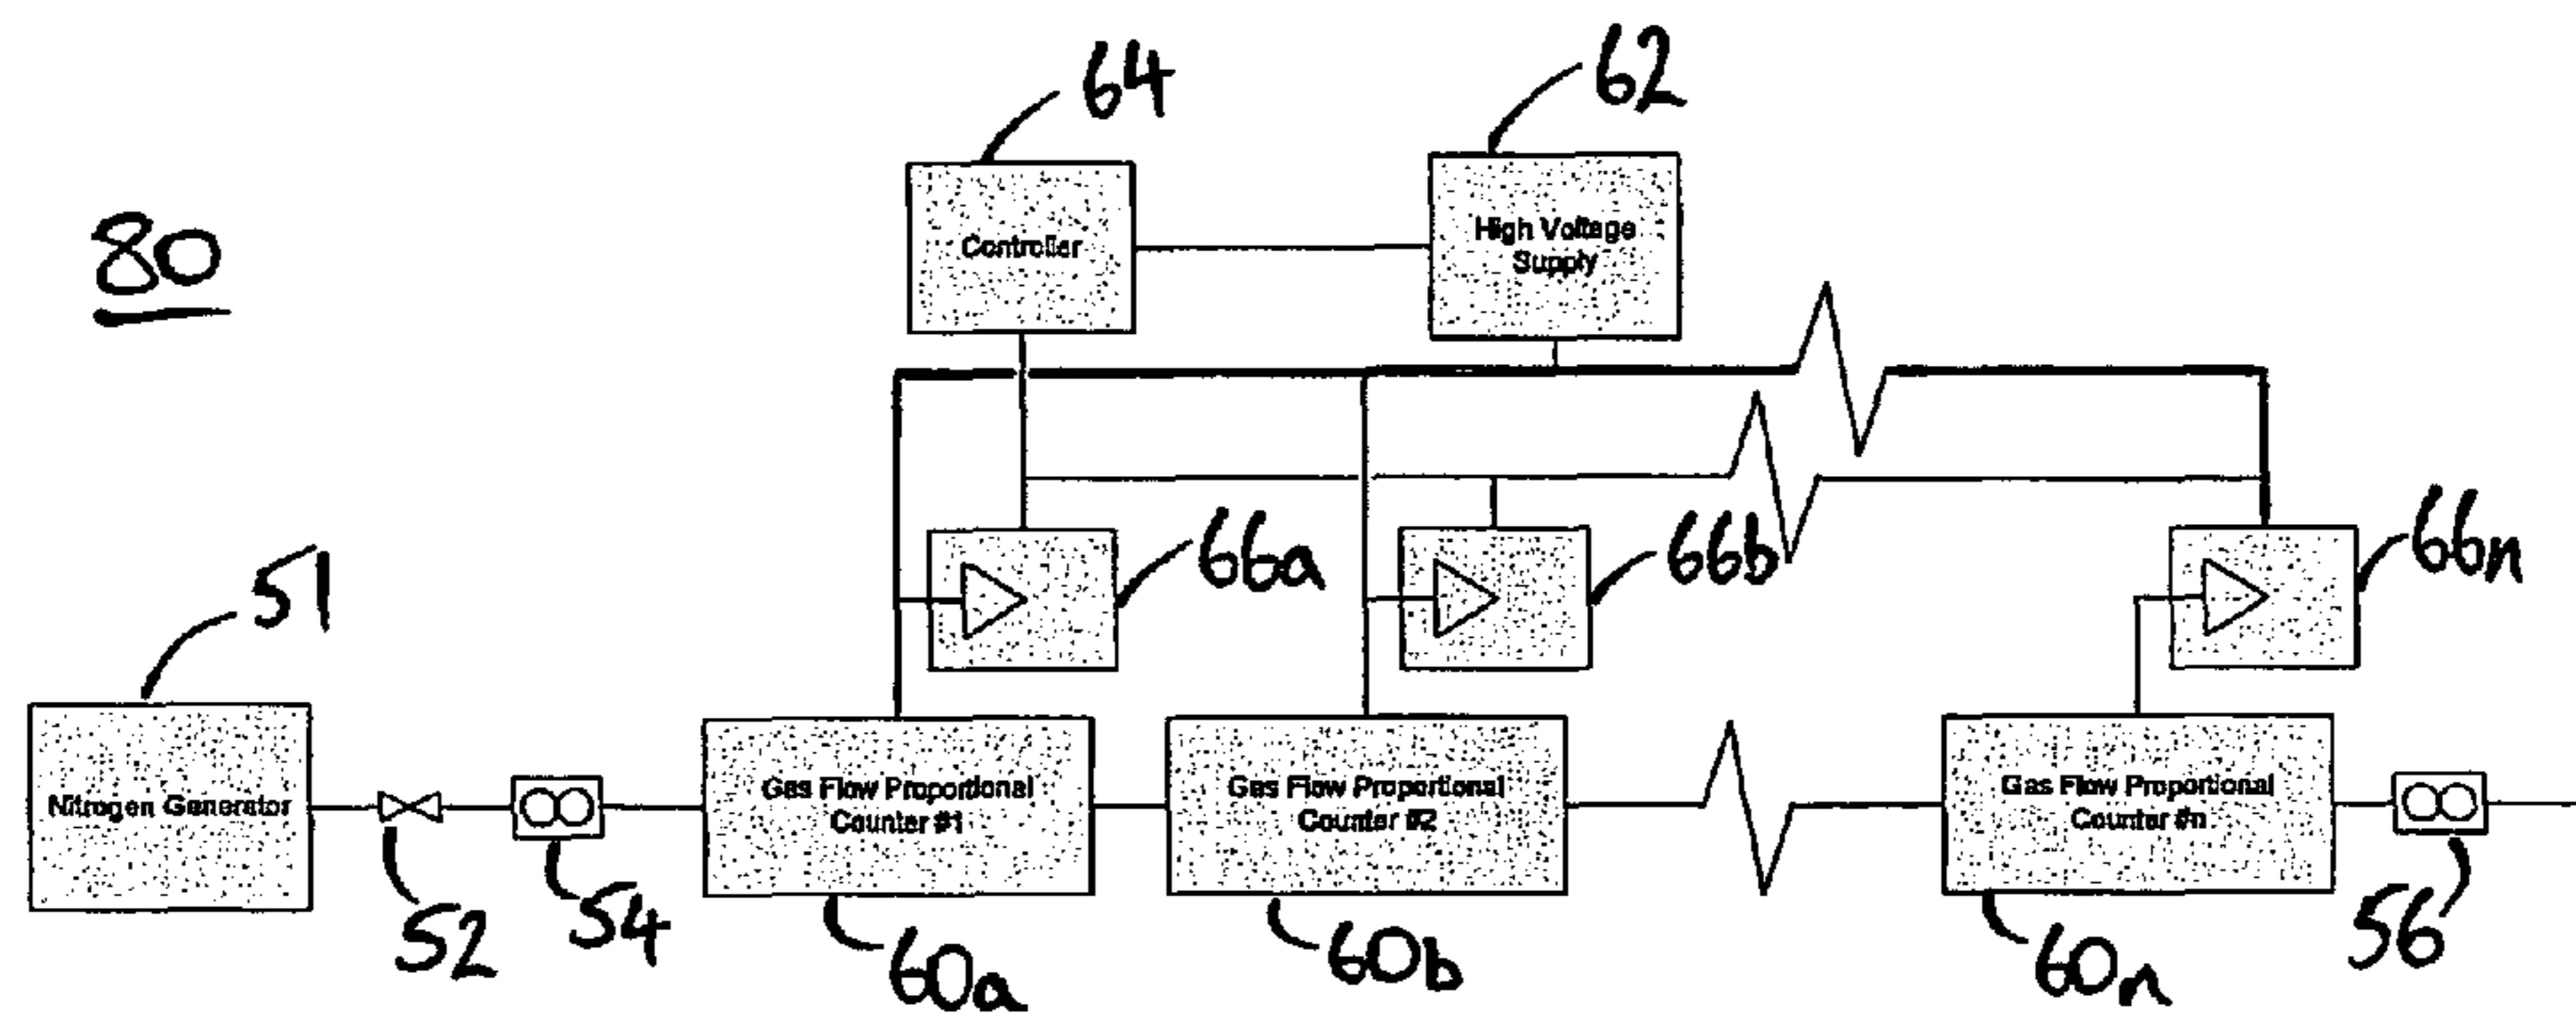 64
62
80
Controller
High Voltage
Supply
66a
66b
66n
51
Nitrogen Generator
Gas Flow Proportional
Counter #1
Gas Flow Proportional
Counter #2
Gas Flow Proportional
Counter #n
52
54
60a
60b
60n
56